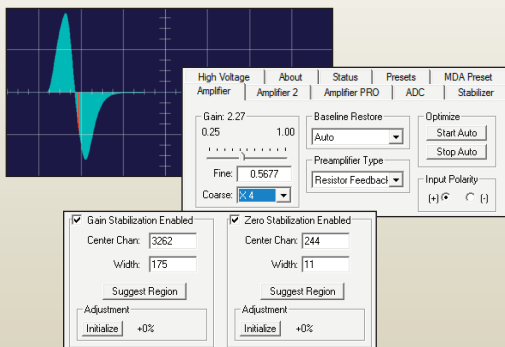 High Voltage About Status Presets MDA Preset
Amplifier Amplifier 2 Amplifier PRO ADC Stabilizer
Gain: 2.27
0.25 1.00
Fine: 0.5677
Coarse: X 4
Baseline Restore
Auto
Preamplifier Type
Resistor Feedback
Optimize
Start Auto
Stop Auto
Input Polarity
(+) (-)
Gain Stabilization Enabled
Center Chan: 3262
Width: 175
Suggest Region
Adjustment
Initialize +0%
Zero Stabilization Enabled
Center Chan: 244
Width: 11
Suggest Region
Adjustment
Initialize +0%